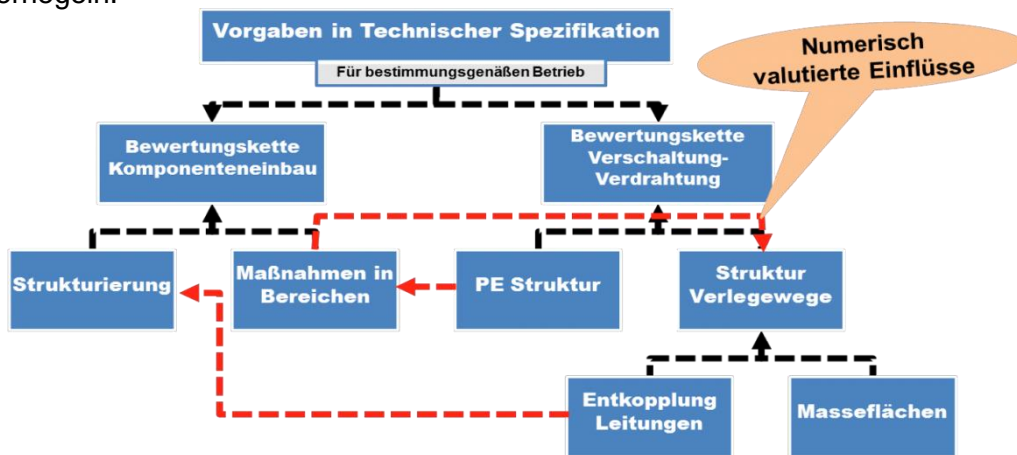 Vorgaben in Technischer Spezifikation
Für bestimmungsgenäßen Betrieb
Numerisch
valutierte Einflüsse
Bewertungskette
Komponenteneinbau
Bewertungskette
Verschaltung-
Verdrahtung
Strukturierung
Maßnahmen in
Bereichen
PE Struktur
Struktur
Verlegewege
Entkopplung
Leitungen
Masseflächen